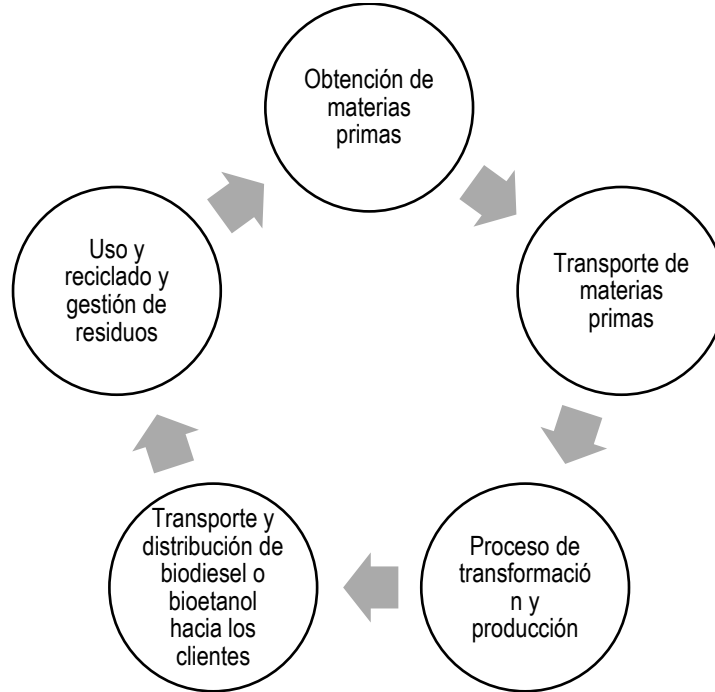 Obtención de
materias
primas
Transporte de
materias
primas
Proceso de
transformació
n y
producción
Transporte y
distribución de
biodiesel o
bioetanol
hacia los
clientes
Uso y
reciclado y
gestión de
residuos